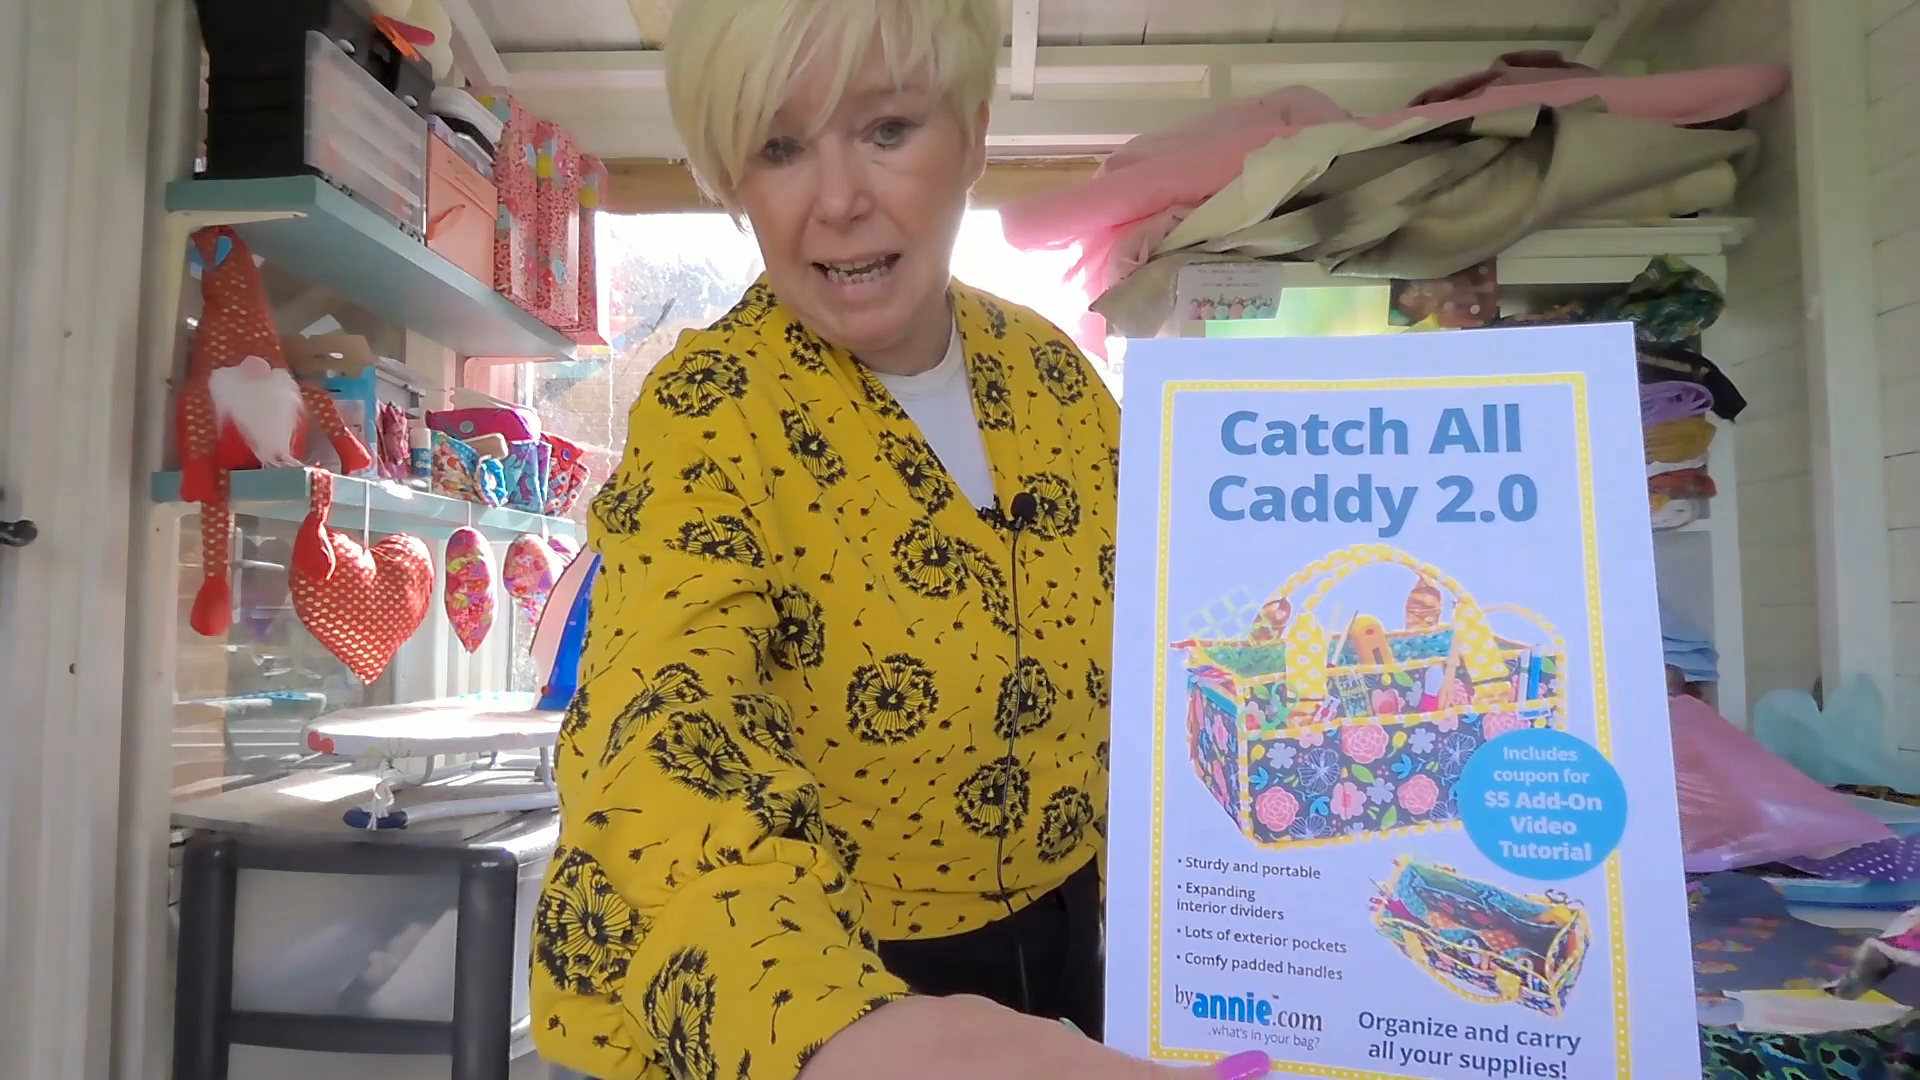 Catch All
Caddy 2.0
Includes
coupon for
$5 Add-On
Video
Tutorial
• Sturdy and portable
• Expanding
interior dividers
• Lots of exterior pockets
• Comfy padded handles
byannie.com™
...what's in your bag?
Organize and carry
all your supplies!